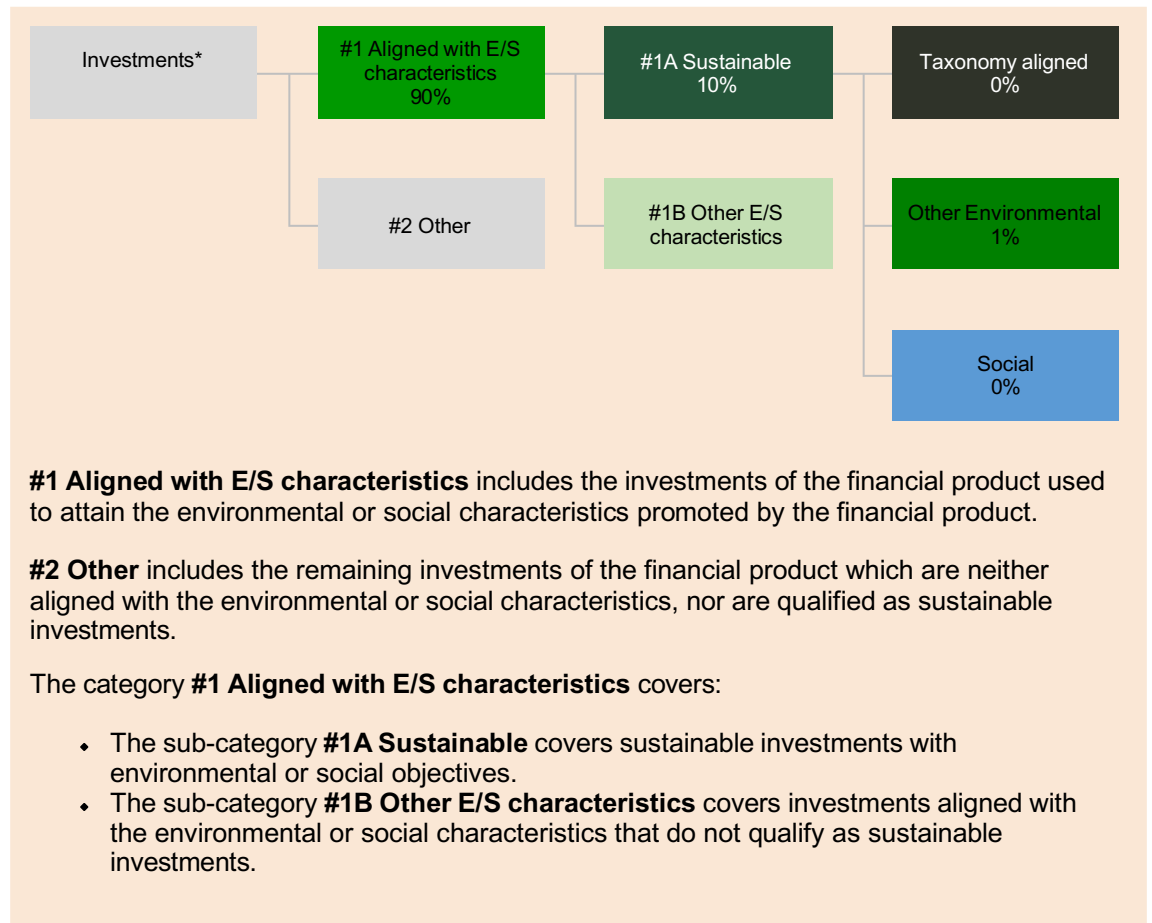 Investments*
#1 Aligned with E/S
characteristics
90%
#1A Sustainable
10%
Taxonomy aligned
0%
#2 Other
#1B Other E/S
characteristics
Other Environmental
1%
Social
0%
#1 Aligned with E/S characteristics includes the investments of the financial product used
to attain the environmental or social characteristics promoted by the financial product.
#2 Other includes the remaining investments of the financial product which are neither
aligned with the environmental or social characteristics, nor are qualified as sustainable
investments.
The category #1 Aligned with E/S characteristics covers:
• The sub-category #1A Sustainable covers sustainable investments with
environmental or social objectives.
• The sub-category #1B Other E/S characteristics covers investments aligned with
the environmental or social characteristics that do not qualify as sustainable
investments.